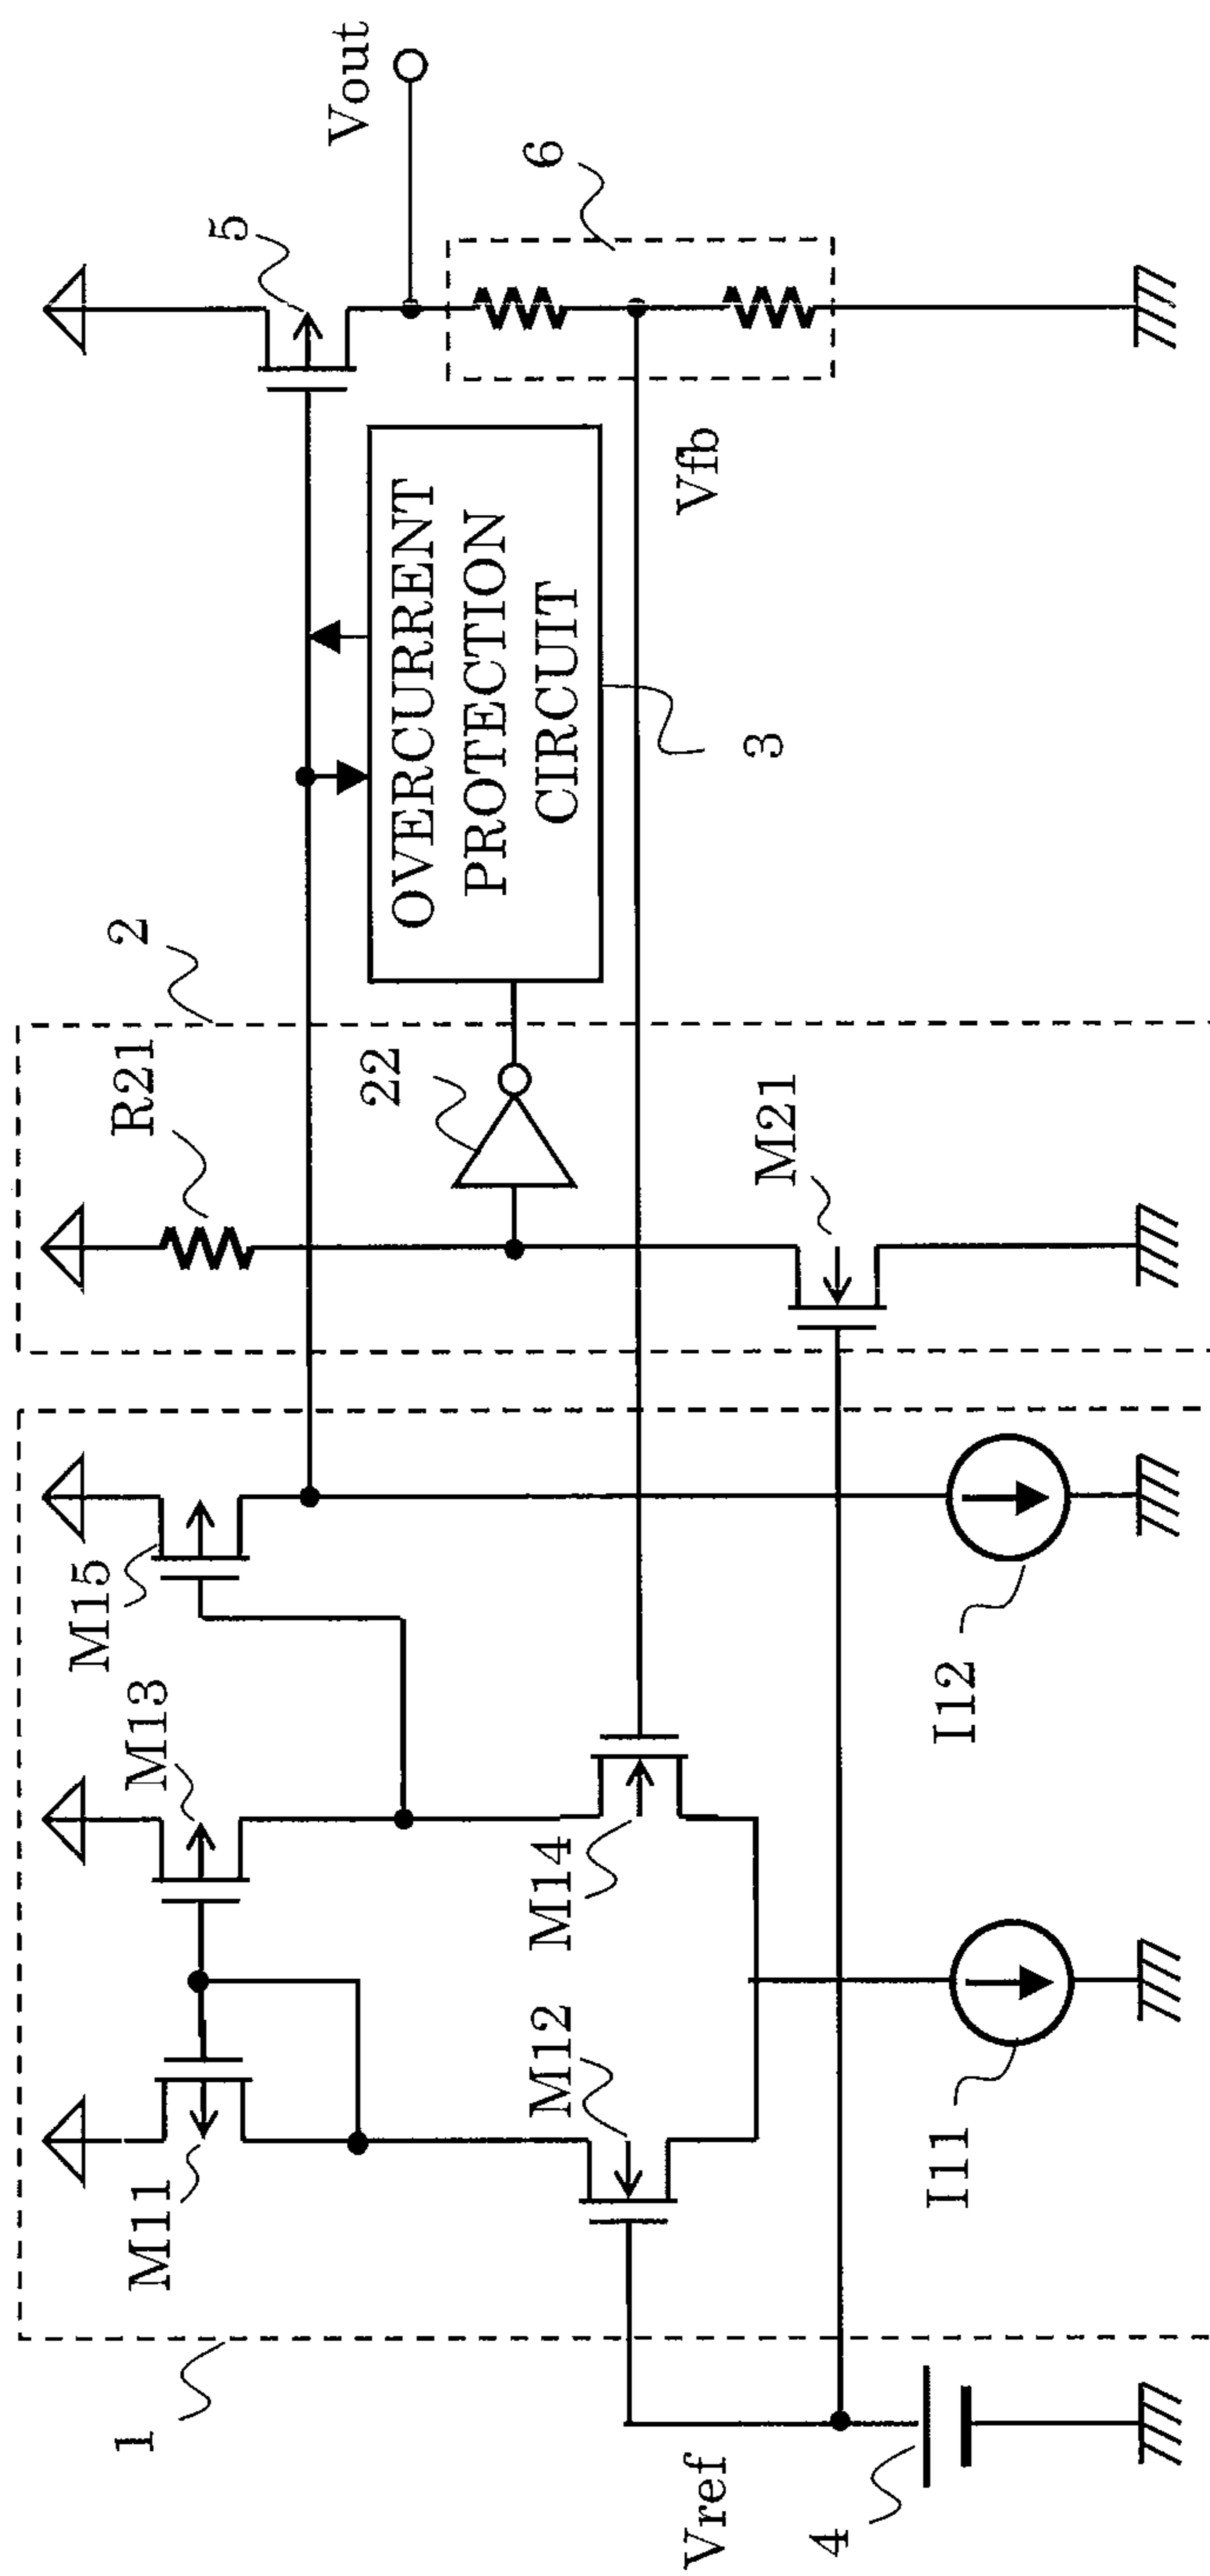 1
M11
M13
M15
R21
2
5
Vout
22
OVERCURRENT
PROTECTION
CIRCUIT
6
M12
M14
Vref
Vfb
3
M21
4
I11
I12